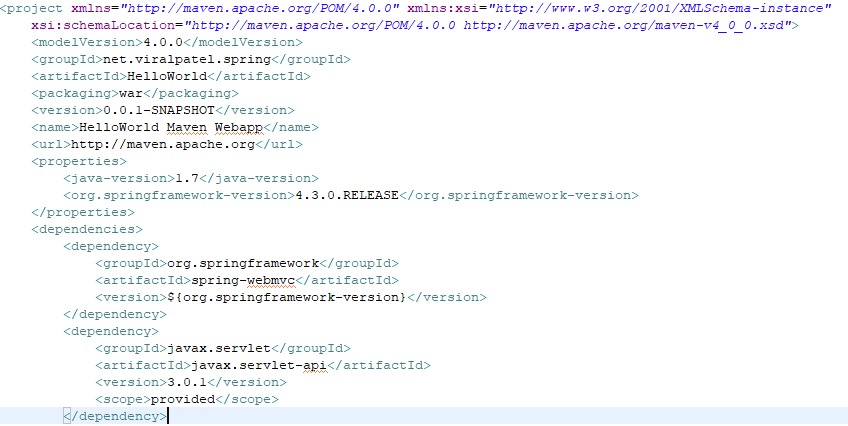 <project xmlns="http://maven.apache.org/POM/4.0.0" xmlns:xsi="http://www.w3.org/2001/XMLSchema-instance"
    xsi:schemaLocation="http://maven.apache.org/POM/4.0.0 http://maven.apache.org/maven-v4_0_0.xsd">
    <modelVersion>4.0.0</modelVersion>
    <groupId>net.viralpatel.spring</groupId>
    <artifactId>HelloWorld</artifactId>
    <packaging>war</packaging>
    <version>0.0.1-SNAPSHOT</version>
    <name>HelloWorld Maven Webapp</name>
    <url>http://maven.apache.org</url>
    <properties>
        <java-version>1.7</java-version>
        <org.springframework-version>4.3.0.RELEASE</org.springframework-version>
    </properties>
    <dependencies>
        <dependency>
            <groupId>org.springframework</groupId>
            <artifactId>spring-webmvc</artifactId>
            <version>${org.springframework-version}</version>
        </dependency>
        <dependency>
            <groupId>javax.servlet</groupId>
            <artifactId>javax.servlet-api</artifactId>
            <version>3.0.1</version>
            <scope>provided</scope>
        </dependency>